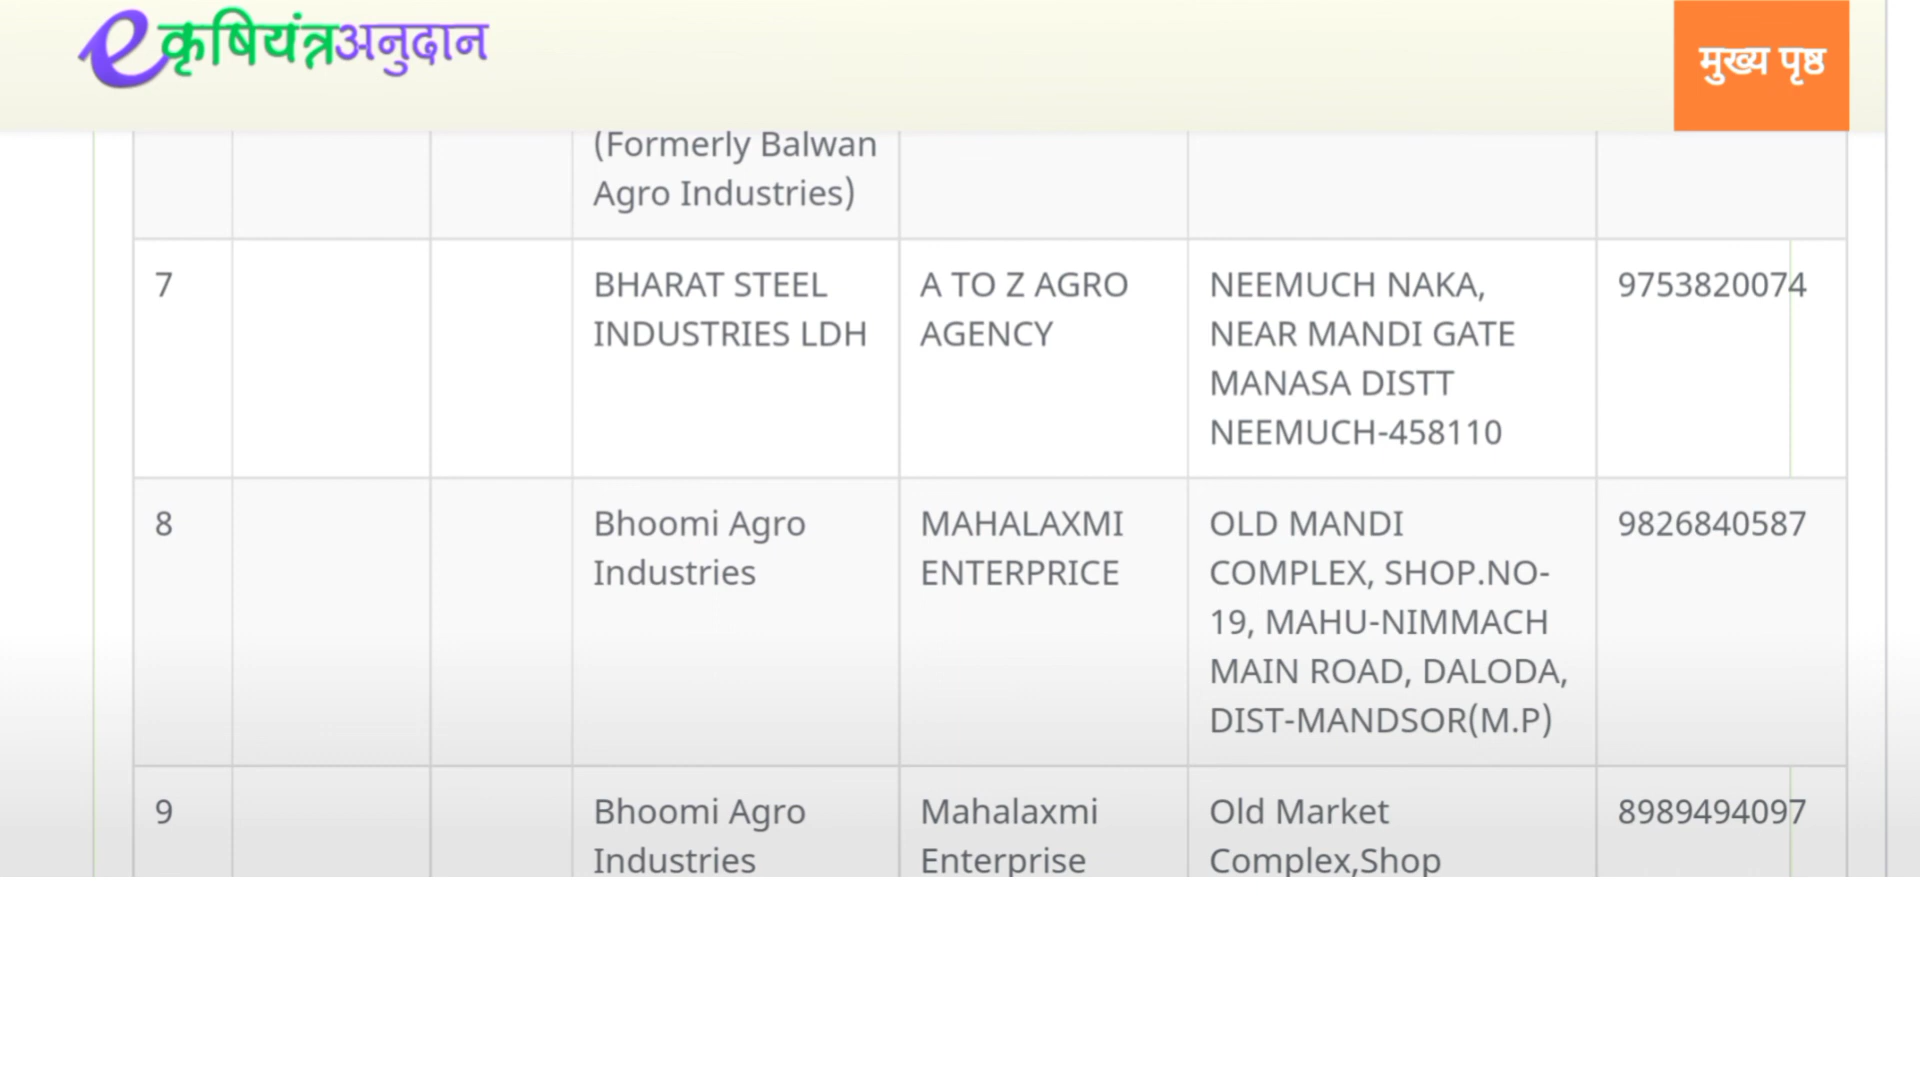 eकृषियंत्रअनुदान
मुख्य पृष्ठ
(Formerly Balwan
Agro Industries)
7
BHARAT STEEL
INDUSTRIES LDH
A TO Z AGRO
AGENCY
NEEMUCH NAKA,
NEAR MANDI GATE
MANASA DISTT
NEEMUCH-458110
9753820074
8
Bhoomi Agro
Industries
MAHALAXMI
ENTERPRICE
OLD MANDI
COMPLEX, SHOP.NO-
19, MAHU-NIMMACH
MAIN ROAD, DALODA,
DIST-MANDSOR(M.P)
9826840587
9
Bhoomi Agro
Industries
Mahalaxmi
Enterprise
Old Market
Complex,Shop
8989494097